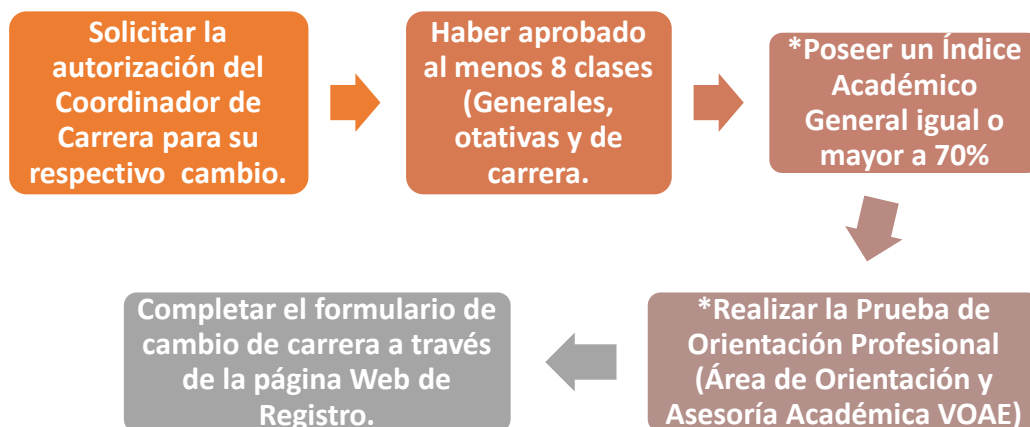 Solicitar la
autorización del
Coordinador de
Carrera para su
respectivo cambio.
Haber aprobado
al menos 8 clases
(Generales,
otativas y de
carrera.
*Poseer un Índice
Académico
General igual o
mayor a 70%
*Realizar la Prueba de
Orientación Profesional
(Área de Orientación y
Asesoría Académica VOAE)
Completar el formulario de
cambio de carrera a través
de la página Web de
Registro.